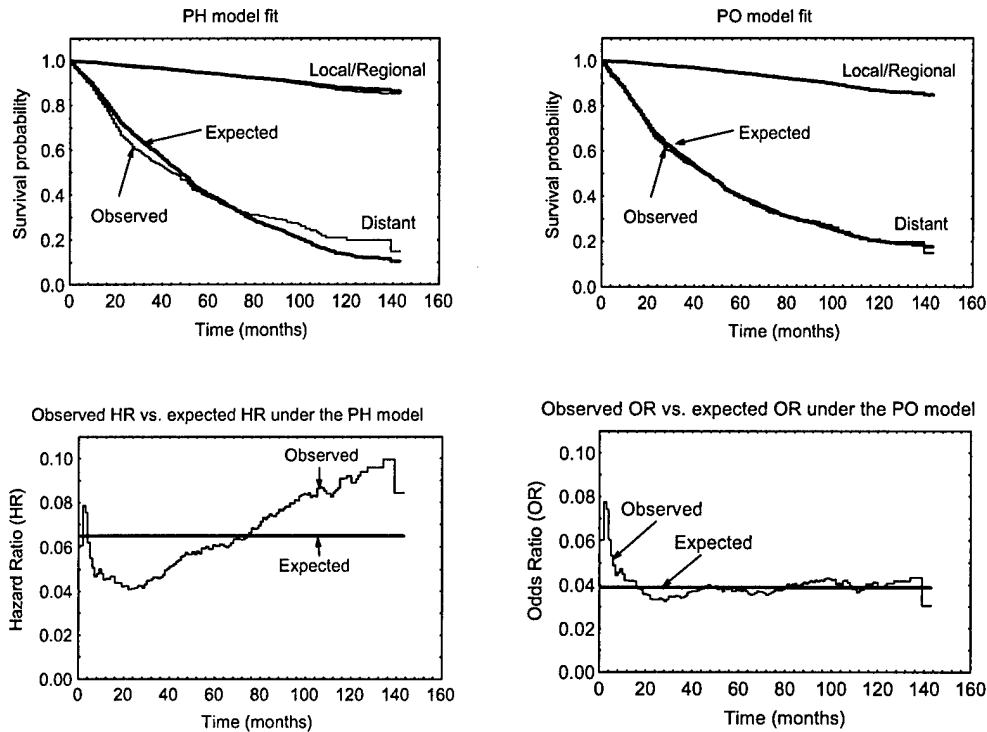 PH model fit
Survival probability
1.0
0.8
0.6
0.4
0.2
0.0
Local/Regional
Expected
Observed
Distant
0 20 40 60 80 100 120 140 160
Time (months)
PO model fit
Survival probability
1.0
0.8
0.6
0.4
0.2
0.0
Local/Regional
Expected
Observed
Distant
0 20 40 60 80 100 120 140 160
Time (months)
Observed HR vs. expected HR under the PH model
Hazard Ratio (HR)
0.10
0.08
0.06
0.04
0.02
0.00
Observed
Expected
0 20 40 60 80 100 120 140 160
Time (months)
Observed OR vs. expected OR under the PO model
Odds Ratio (OR)
0.10
0.08
0.06
0.04
0.02
0.00
Observed
Expected
0 20 40 60 80 100 120 140 160
Time (months)